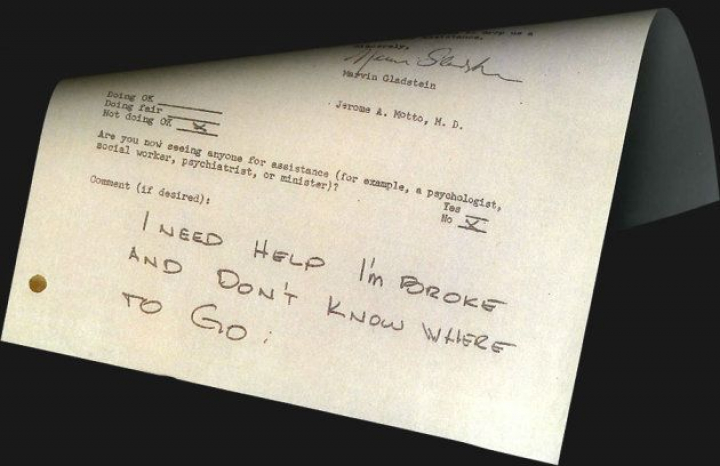 Sincerely,
Marvin Gladstein
Jerome A. Motto, M. D.
Doing OK
Doing fair
Not doing OK X
Are you now seeing anyone for assistance (for example, a psychologist,
social worker, psychiatrist, or minister)?
Yes
No X
Comment (if desired):
I NEED HELP I'm BROKE
AND DON'T KNOW WHERE
TO GO.